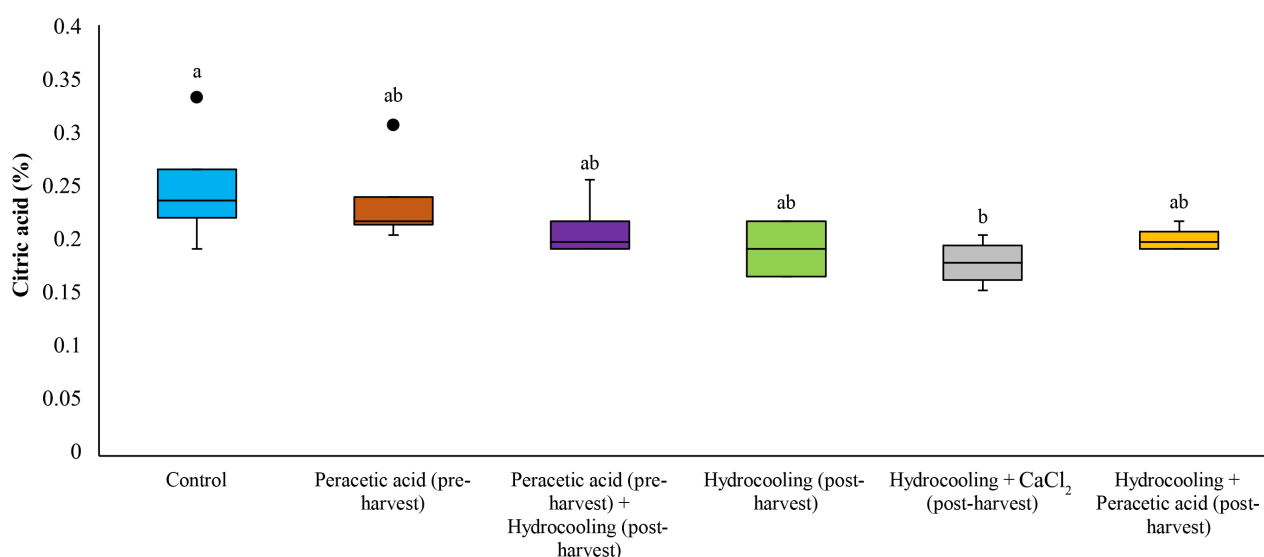 0.4
0.35
0.3
0.25
0.2
0.15
0.1
0.05
0
Citric acid (%)
a
ab
ab
ab
b
ab
Control
Peracetic acid (pre-
harvest)
Peracetic acid (pre-
harvest) +
Hydrocooling (post-
harvest)
Hydrocooling (post-
harvest)
Hydrocooling + CaCl₂
(post-harvest)
Hydrocooling +
Peracetic acid (post-
harvest)